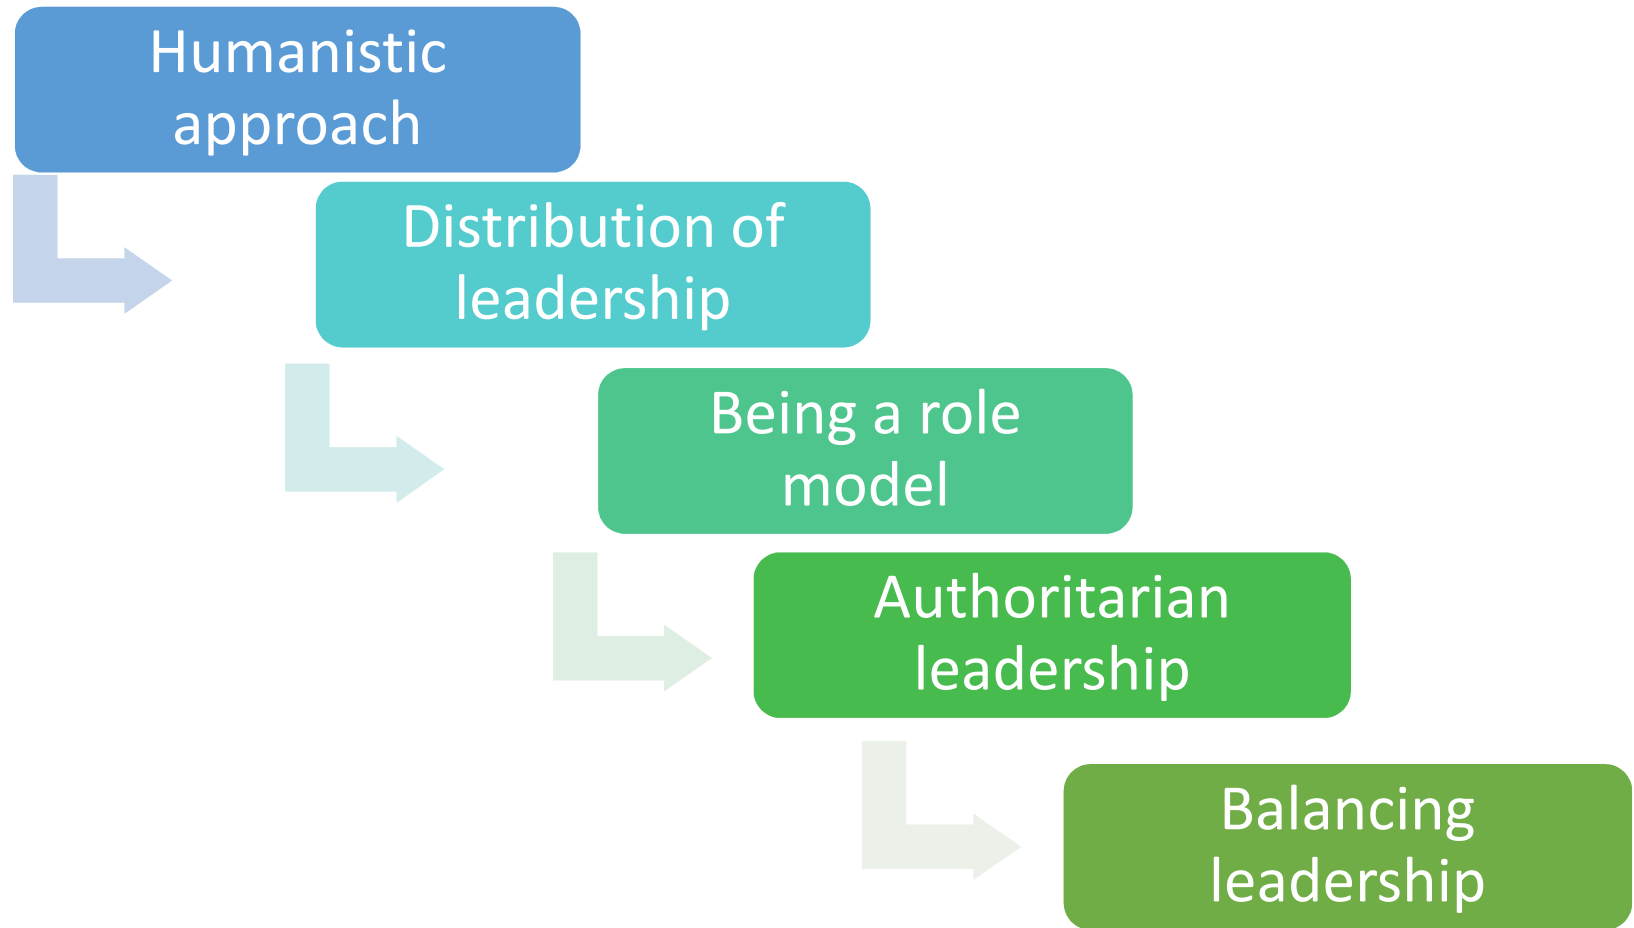 Humanistic
approach
Distribution of
leadership
Being a role
model
Authoritarian
leadership
Balancing
leadership